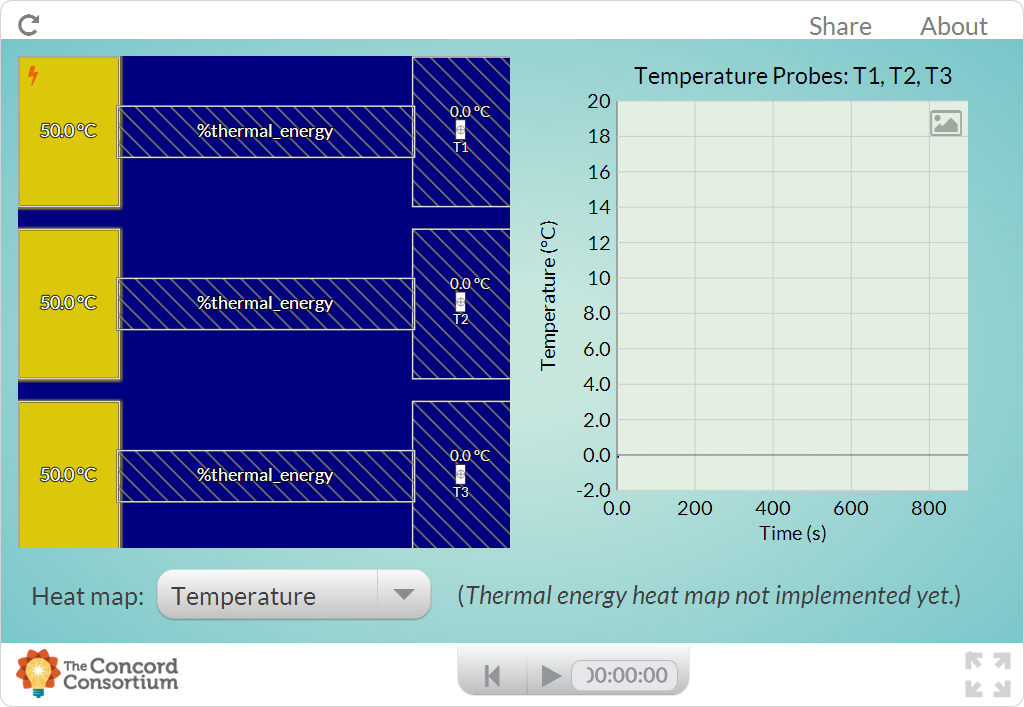 Share
About
50.0 °C
%thermal_energy
0.0 °C
T1
50.0 °C
%thermal_energy
0.0 °C
T2
50.0 °C
%thermal_energy
0.0 °C
T3
Temperature Probes: T1, T2, T3
Temperature (°C)
20
18
16
14
12
10
8.0
6.0
4.0
2.0
0.0
-2.0
0.0 200 400 600 800
Time (s)
Heat map: Temperature (Thermal energy heat map not implemented yet.)
The Concord
Consortium
00:00:00